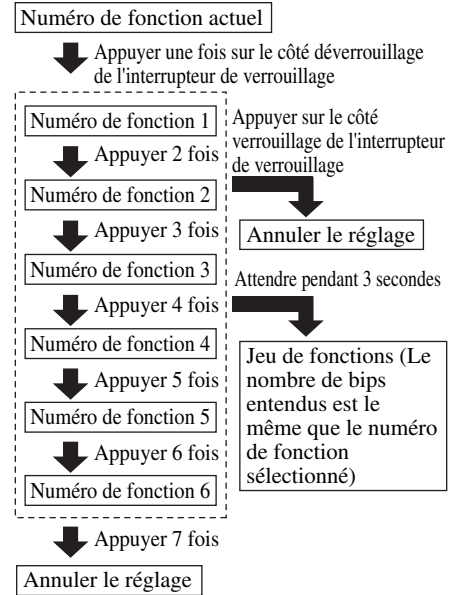 Numéro de fonction actuel
Appuyer une fois sur le côté déverrouillage
de l'interrupteur de verrouillage
Numéro de fonction 1
Appuyer 2 fois
Numéro de fonction 2
Appuyer 3 fois
Numéro de fonction 3
Appuyer 4 fois
Numéro de fonction 4
Appuyer 5 fois
Numéro de fonction 5
Appuyer 6 fois
Numéro de fonction 6
Appuyer 7 fois
Annuler le réglage
Appuyer sur le côté
verrouillage de l'interrupteur
de verrouillage
Annuler le réglage
Attendre pendant 3 secondes
Jeu de fonctions (Le
nombre de bips
entendus est le
même que le numéro
de fonction
sélectionné)